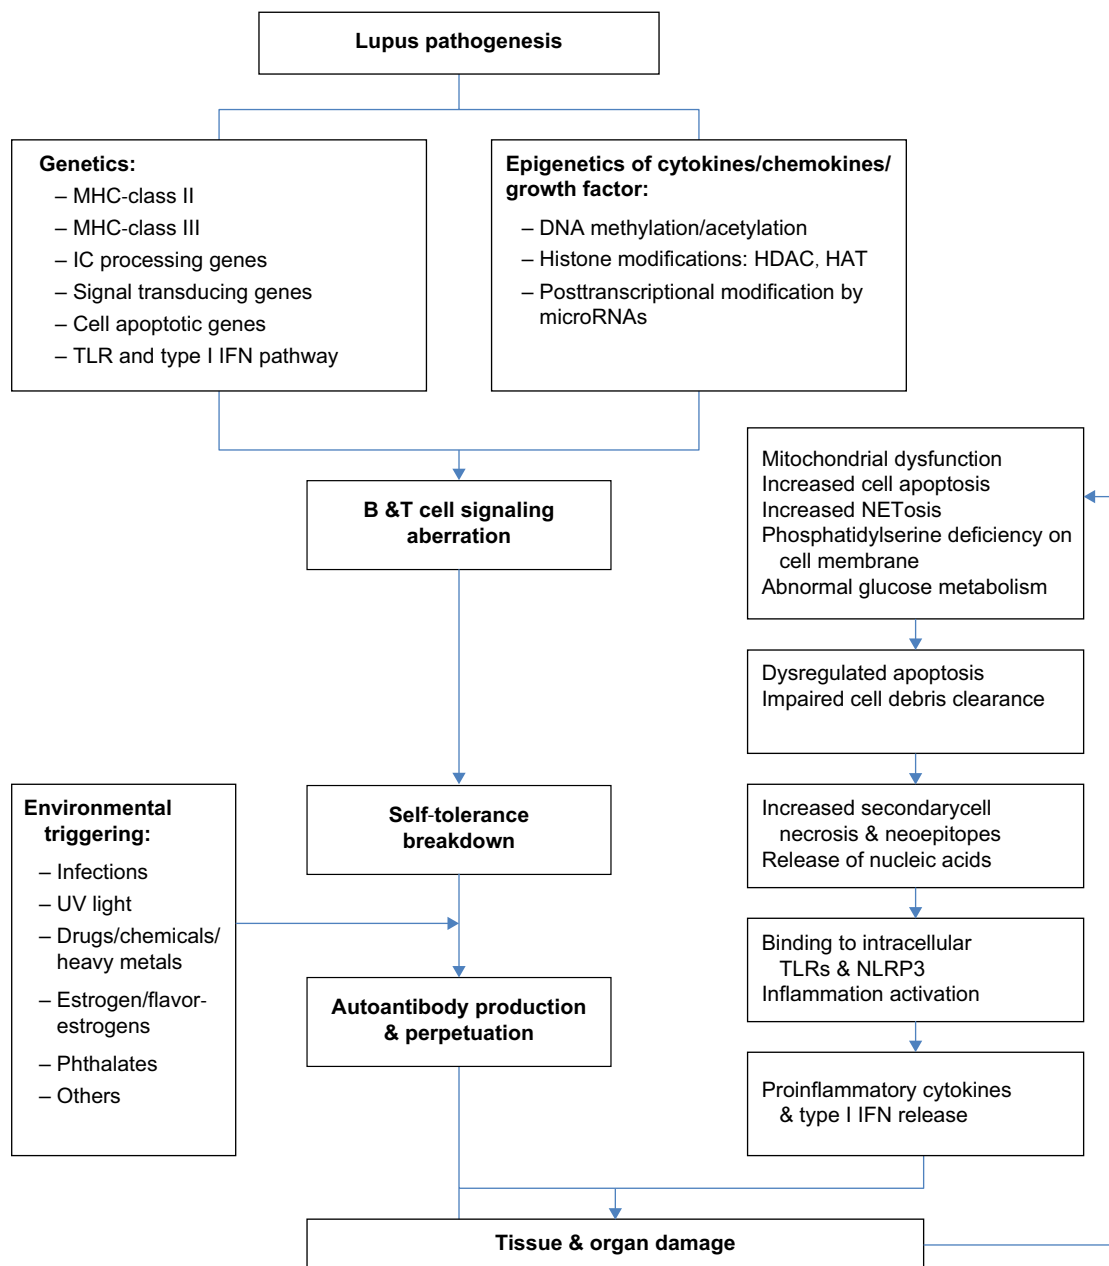 Lupus pathogenesis
Genetics:
– MHC-class II
– MHC-class III
– IC processing genes
– Signal transducing genes
– Cell apoptotic genes
– TLR and type I IFN pathway
Epigenetics of cytokines/chemokines/
growth factor:
– DNA methylation/acetylation
– Histone modifications: HDAC, HAT
– Posttranscriptional modification by
microRNAs
B &T cell signaling
aberration
Mitochondrial dysfunction
Increased cell apoptosis
Increased NETosis
Phosphatidylserine deficiency on
cell membrane
Abnormal glucose metabolism
Dysregulated apoptosis
Impaired cell debris clearance
Environmental
triggering:
– Infections
– UV light
– Drugs/chemicals/
heavy metals
– Estrogen/flavor-
estrogens
– Phthalates
– Others
Self-tolerance
breakdown
Increased secondarycell
necrosis & neoepitopes
Release of nucleic acids
Autoantibody production
& perpetuation
Binding to intracellular
TLRs & NLRP3
Inflammation activation
Proinflammatory cytokines
& type I IFN release
Tissue & organ damage